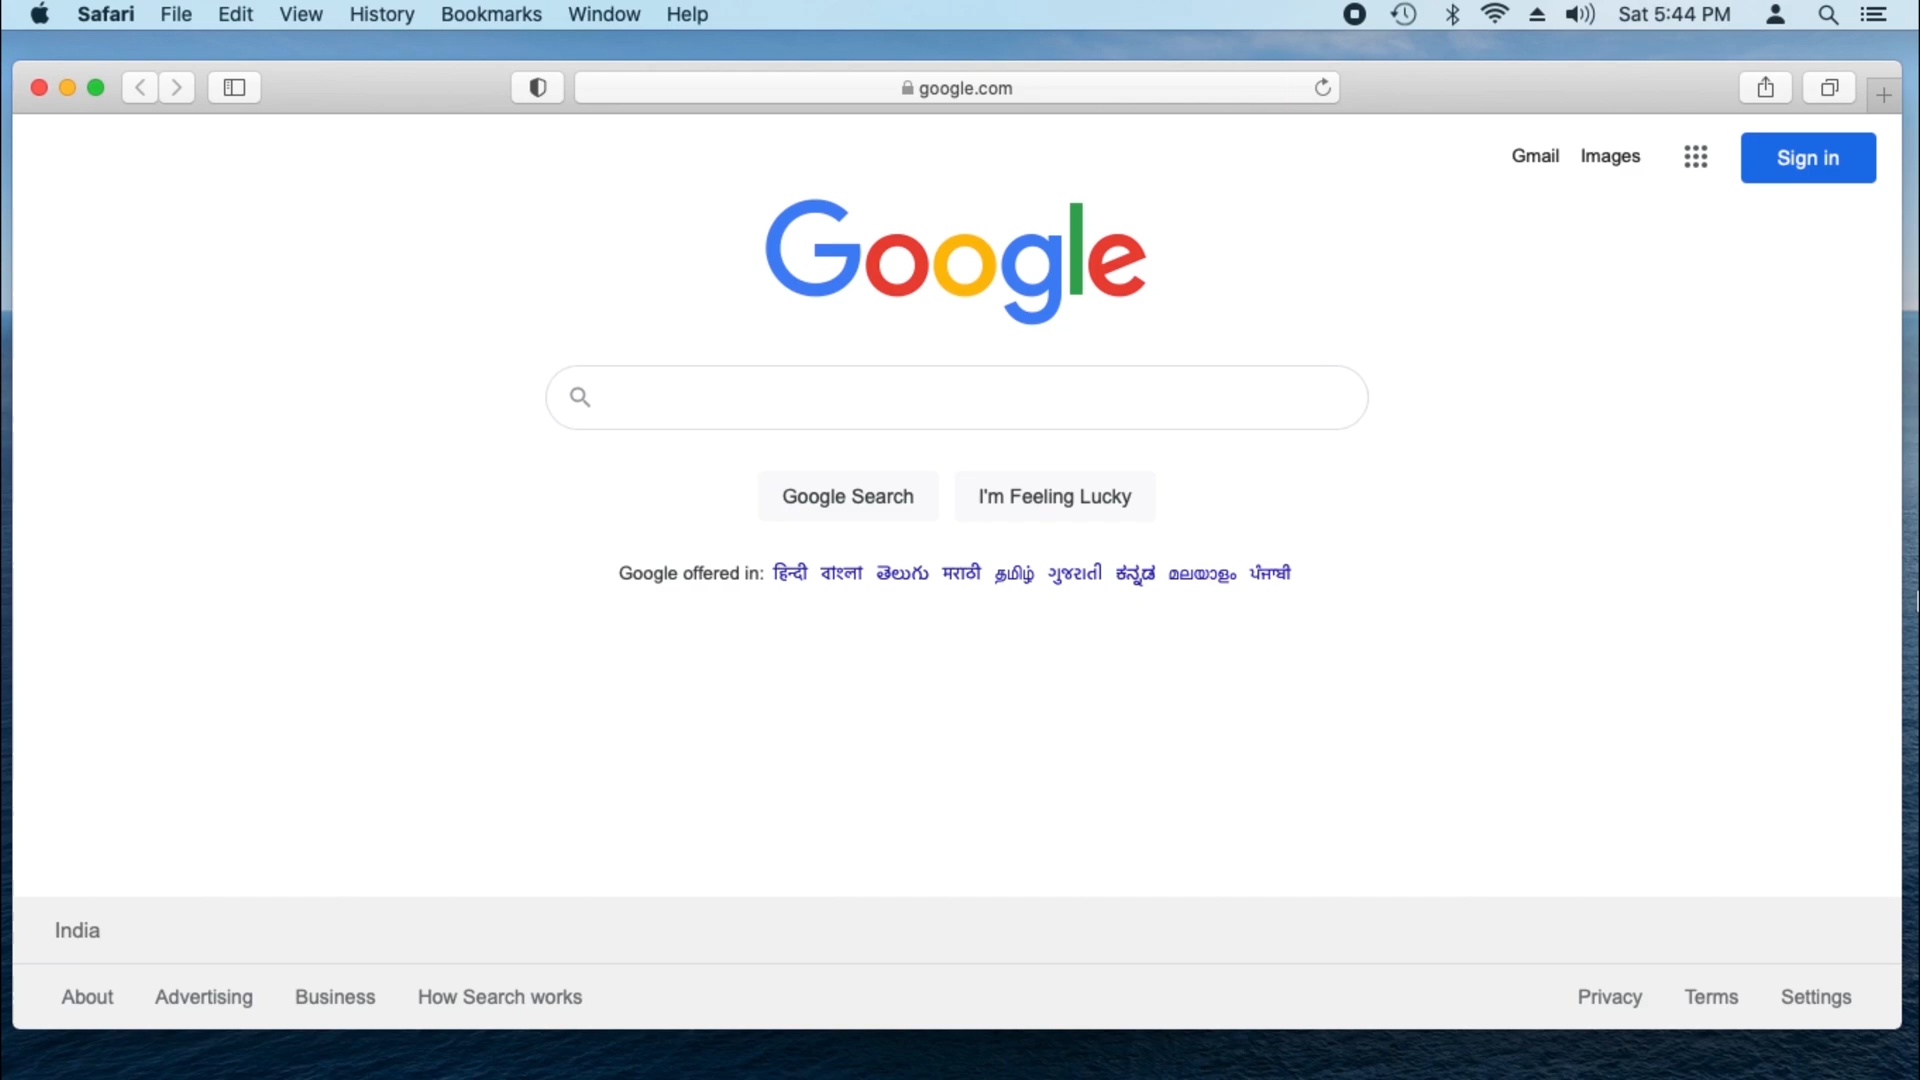 Safari File Edit View History Bookmarks Window Help Sat 5:44 PM
google.com
Gmail Images Sign in
Google
Google Search I'm Feeling Lucky
Google offered in: हिन्दी বাংলা తెలుగు मराठी தமிழ் ગુજરાતી ಕನ್ನಡ മലയാളം ਪੰਜਾਬੀ
India
About Advertising Business How Search works Privacy Terms Settings